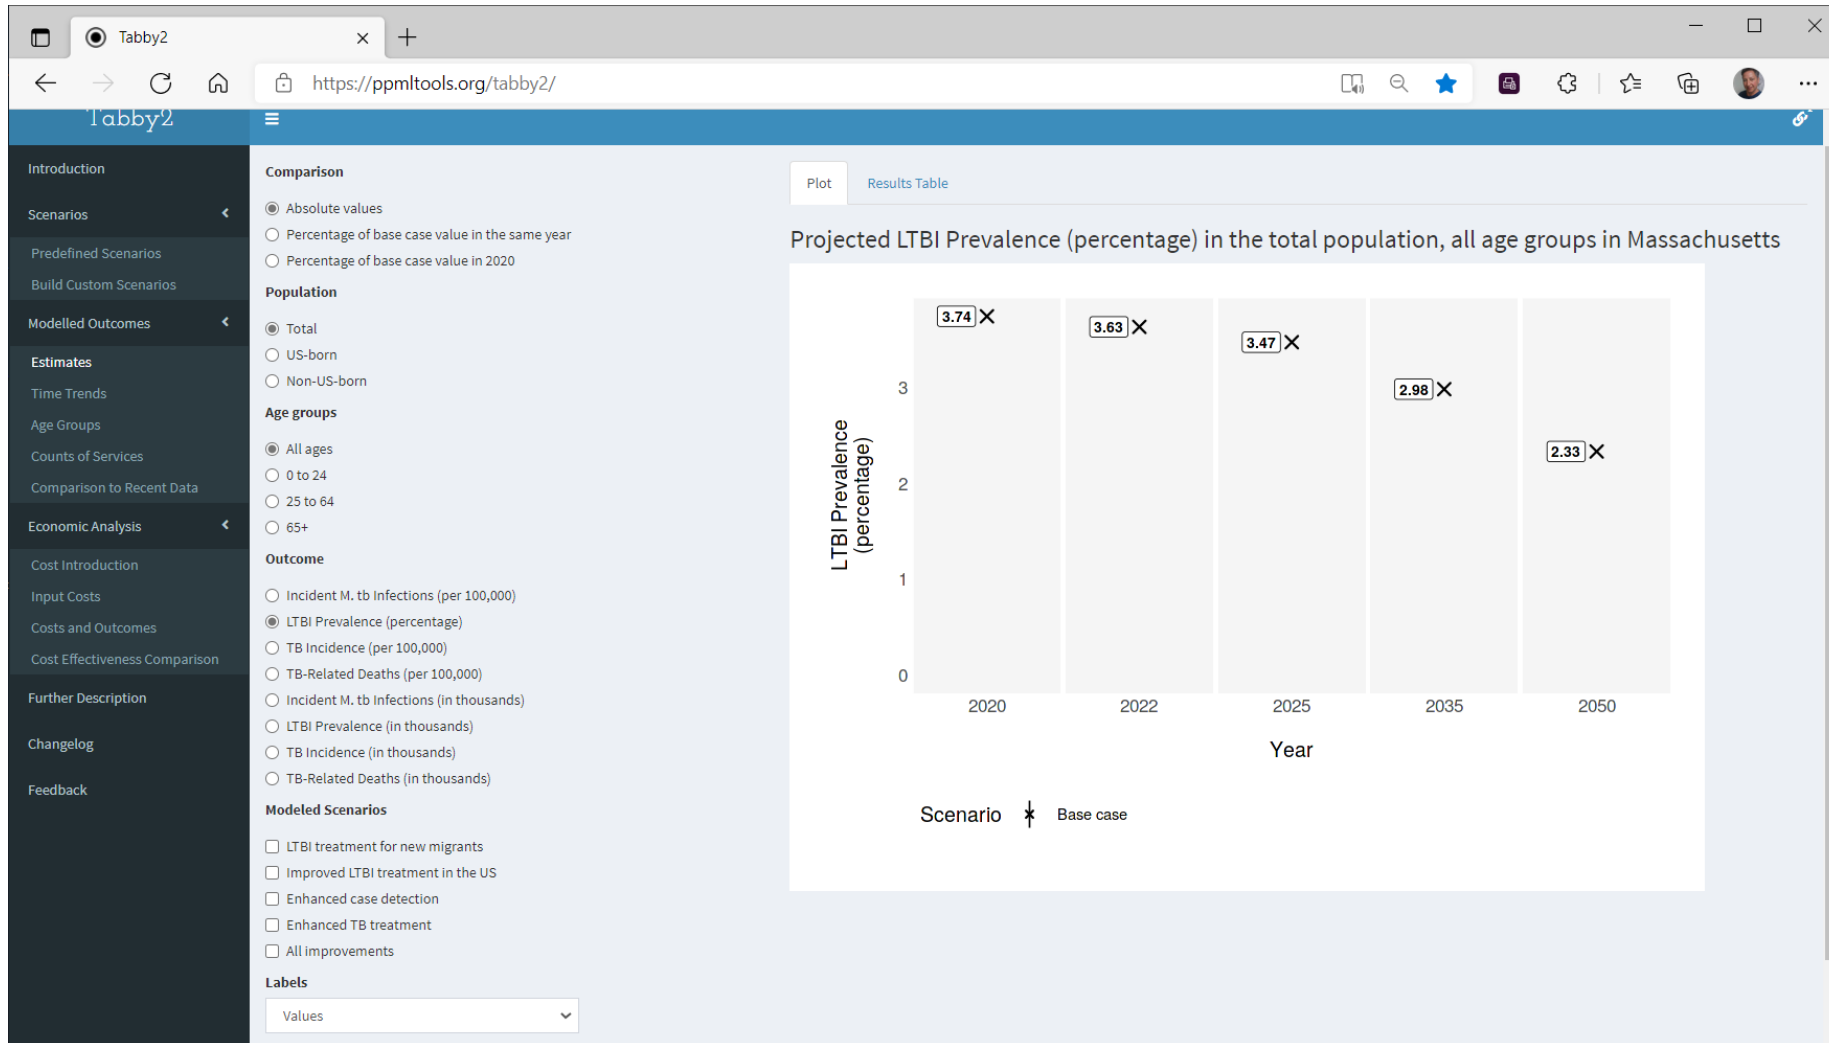 Tabby2
https://ppmltools.org/tabby2/
Tabby2
Introduction
Scenarios
Predefined Scenarios
Build Custom Scenarios
Modelled Outcomes
Estimates
Time Trends
Age Groups
Counts of Services
Comparison to Recent Data
Economic Analysis
Cost Introduction
Input Costs
Costs and Outcomes
Cost Effectiveness Comparison
Further Description
Changelog
Feedback
Comparison
Absolute values
Percentage of base case value in the same year
Percentage of base case value in 2020
Population
Total
US-born
Non-US-born
Age groups
All ages
0 to 24
25 to 64
65+
Outcome
Incident M. tb Infections (per 100,000)
LTBI Prevalence (percentage)
TB Incidence (per 100,000)
TB-Related Deaths (per 100,000)
Incident M. tb Infections (in thousands)
LTBI Prevalence (in thousands)
TB Incidence (in thousands)
TB-Related Deaths (in thousands)
Modeled Scenarios
LTBI treatment for new migrants
Improved LTBI treatment in the US
Enhanced case detection
Enhanced TB treatment
All improvements
Labels
Values
Plot Results Table
Projected LTBI Prevalence (percentage) in the total population, all age groups in Massachusetts
3.74
3.63
3.47
2.98
2.33
3
2
1
0
LTBI Prevalence
(percentage)
2020 2022 2025 2035 2050
Year
Scenario Base case